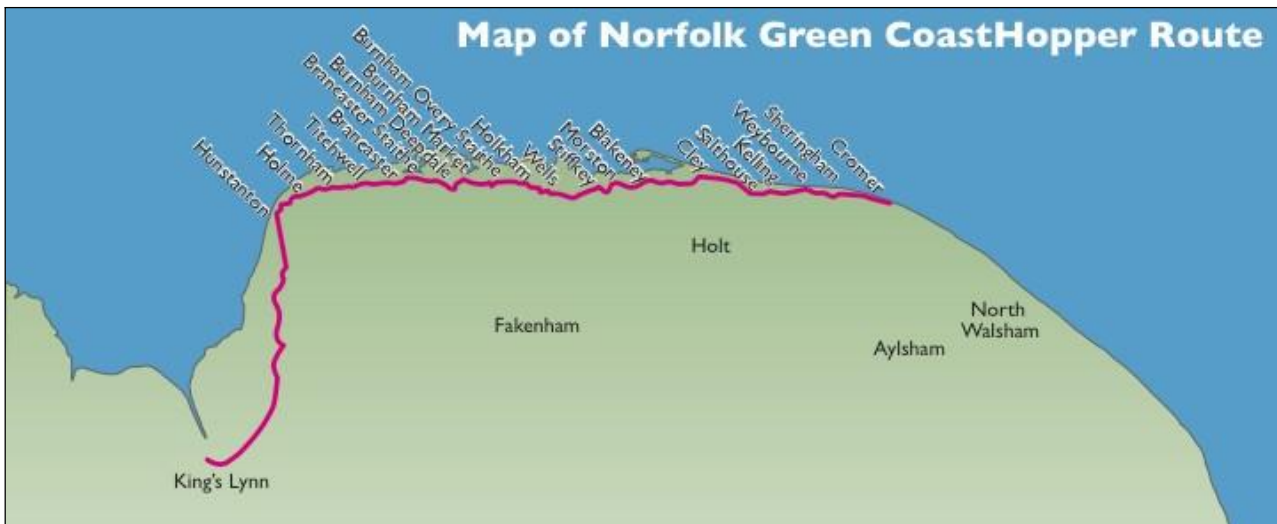 Map of Norfolk Green CoastHopper Route
Hunstanton
Holme
Thornham
Titchwell
Brancaster
Brancaster Staithe
Burnham Deepdale
Burnham Market
Burnham Overy Staithe
Holkham
Wells
Stiffkey
Morston
Blakeney
Cley
Salthouse
Kelling
Weybourne
Sheringham
Cromer
Holt
Fakenham
North
Walsham
Aylsham
King's Lynn